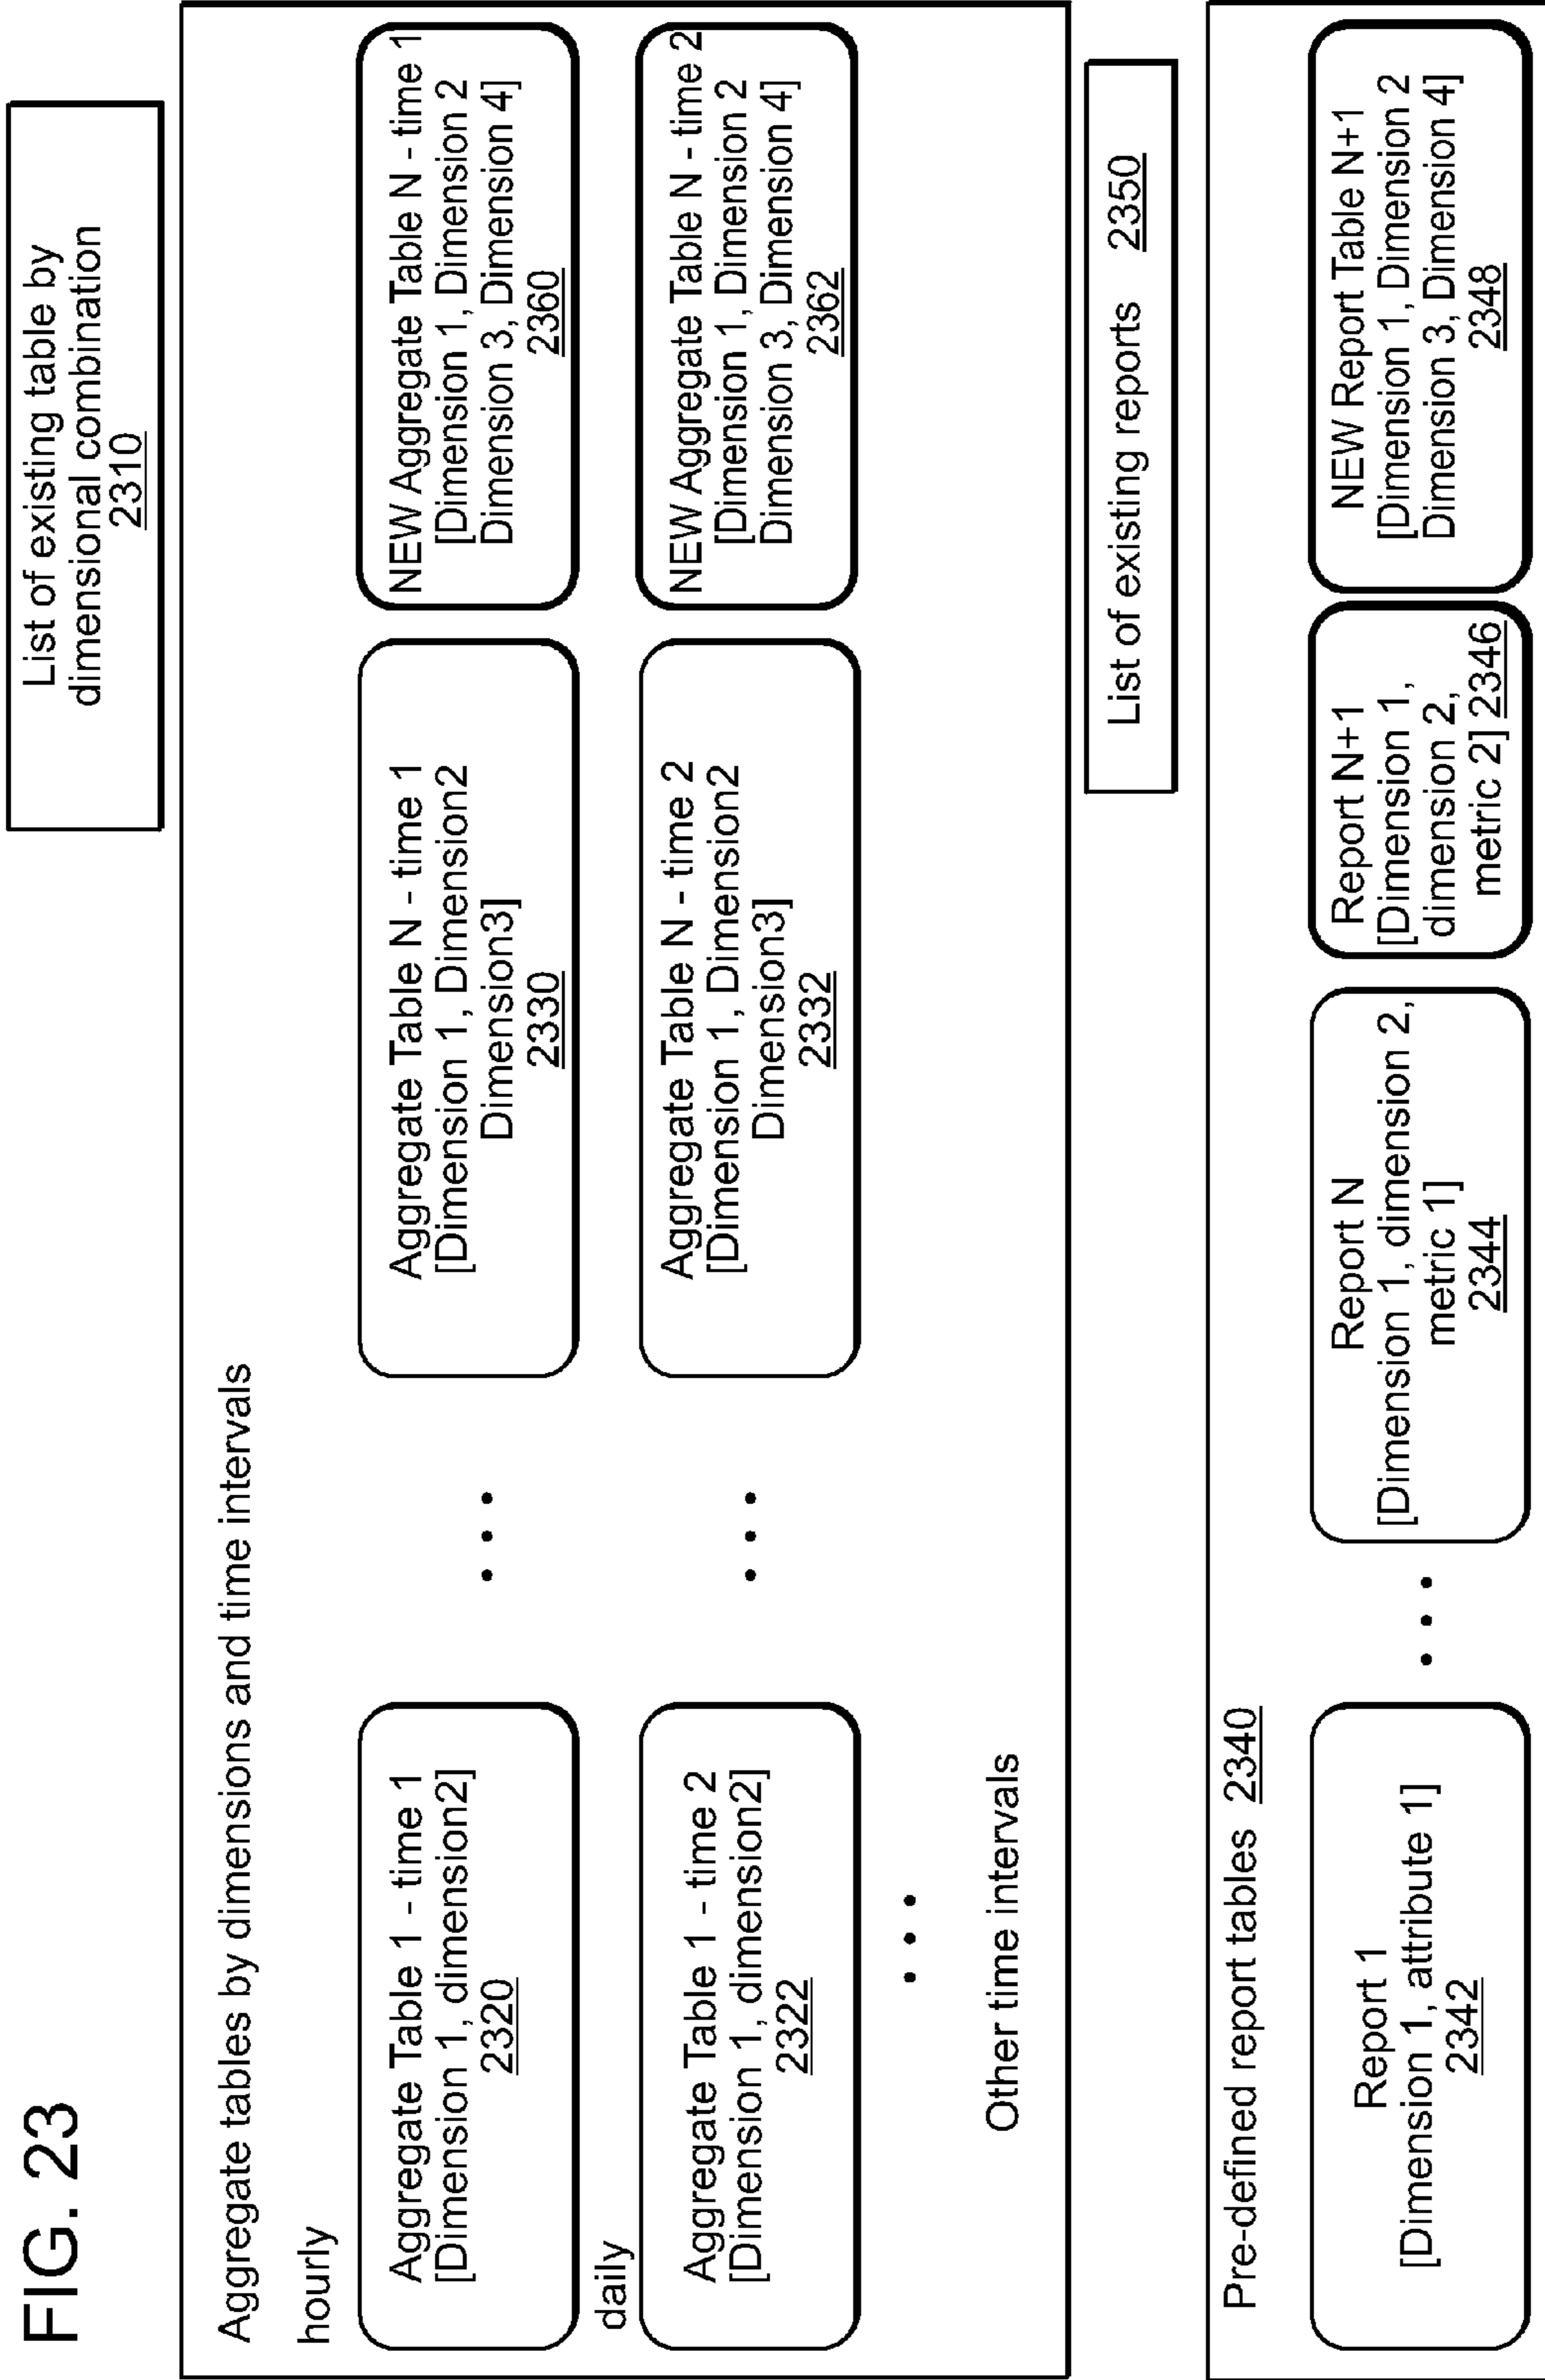 FIG. 23
List of existing table by
dimensional combination
2310
Aggregate tables by dimensions and time intervals
hourly
Aggregate Table 1 - time 1
[Dimension 1, dimension2]
2320
• • •
Aggregate Table N - time 1
[Dimension 1, Dimension2
Dimension3]
2330
NEW Aggregate Table N - time 1
[Dimension 1, Dimension 2
Dimension 3, Dimension 4]
2360
daily
Aggregate Table 1 - time 2
[Dimension 1, dimension2]
2322
• • •
Aggregate Table N - time 2
[Dimension 1, Dimension2
Dimension3]
2332
NEW Aggregate Table N - time 2
[Dimension 1, Dimension 2
Dimension 3, Dimension 4]
2362
• • •
Other time intervals
List of existing reports 2350
Pre-defined report tables 2340
Report 1
[Dimension 1, attribute 1]
2342
• • •
Report N
[Dimension 1, dimension 2,
metric 1]
2344
Report N+1
[Dimension 1,
dimension 2,
metric 2] 2346
NEW Report Table N+1
[Dimension 1, Dimension 2
Dimension 3, Dimension 4]
2348